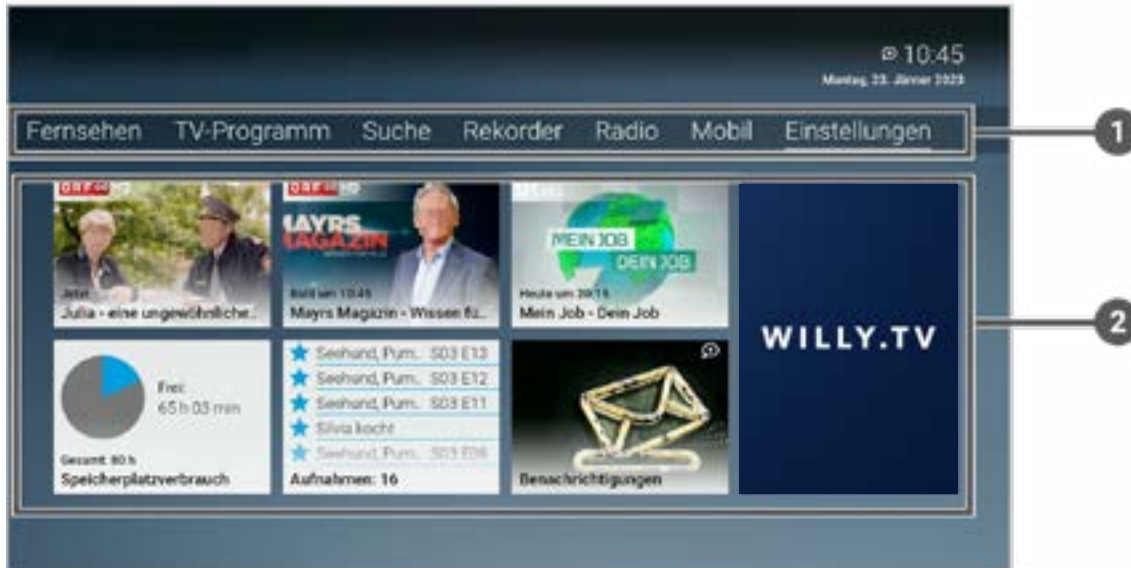 10:45
Montag, 23. Jänner 2023
Fernsehen TV-Programm Suche Rekorder Radio Mobil Einstellungen
1
ORF HD
Jetzt
Julia - eine ungewöhnliche..
ORF HD
MAYRS
MAGAZIN
Bald um 10:45
Mayrs Magazin - Wissen fü..
MEIN JOB
DEIN JOB
Heute um 20:15
Mein Job - Dein Job
WILLY.TV
2
Frei:
65 h 03 min
Gesamt: 80 h
Speicherplatzverbrauch
Seehund, Pum.. S03 E13
Seehund, Pum.. S03 E12
Seehund, Pum.. S03 E11
Silvia kocht
Seehund, Pum.. S03 E08
Aufnahmen: 16
Benachrichtigungen